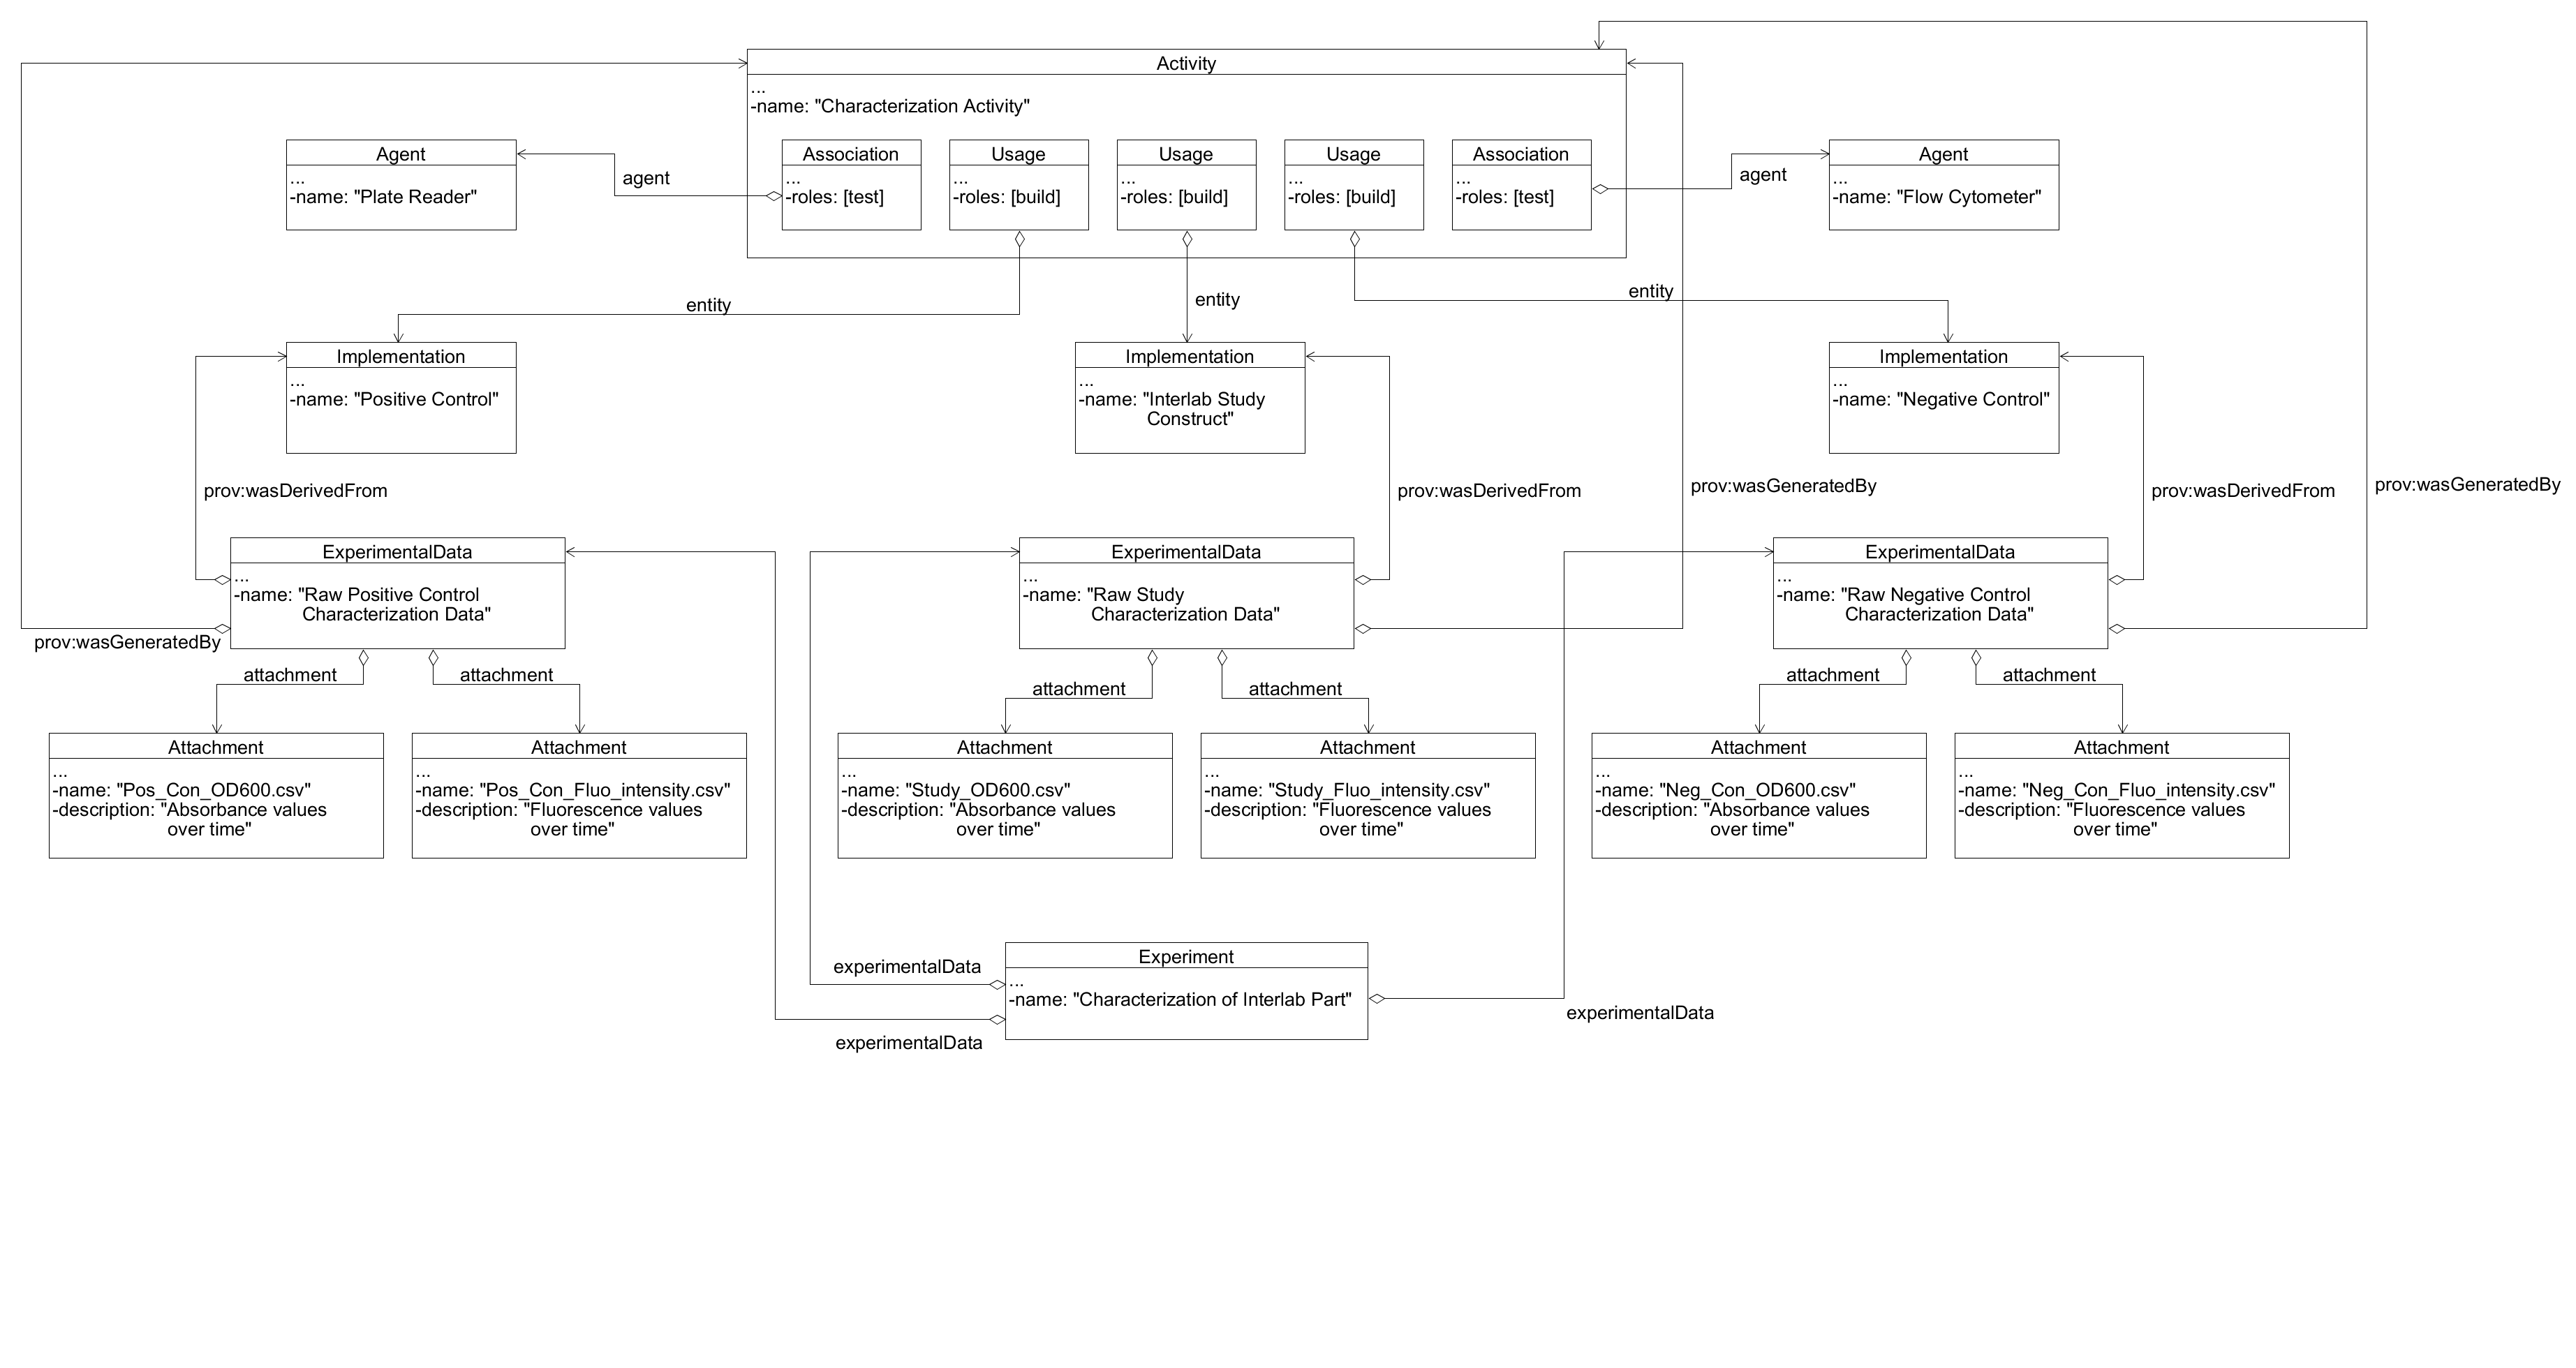 Activity
...
-name: "Characterization Activity"
Agent
...
-name: "Plate Reader"
agent
Association
...
-roles: [test]
Usage
...
-roles: [build]
Usage
...
-roles: [build]
Usage
...
-roles: [build]
Association
...
-roles: [test]
agent
Agent
...
-name: "Flow Cytometer"
entity
entity
entity
Implementation
...
-name: "Positive Control"
Implementation
...
-name: "Interlab Study
Construct"
Implementation
...
-name: "Negative Control"
prov:wasDerivedFrom
prov:wasDerivedFrom
prov:wasGeneratedBy
prov:wasDerivedFrom
prov:wasGeneratedBy
ExperimentalData
...
-name: "Raw Positive Control
Characterization Data"
prov:wasGeneratedBy
ExperimentalData
...
-name: "Raw Study
Characterization Data"
ExperimentalData
...
-name: "Raw Negative Control
Characterization Data"
attachment
attachment
attachment
attachment
attachment
attachment
Attachment
...
-name: "Pos_Con_OD600.csv"
-description: "Absorbance values
over time"
Attachment
...
-name: "Pos_Con_Fluo_intensity.csv"
-description: "Fluorescence values
over time"
Attachment
...
-name: "Study_OD600.csv"
-description: "Absorbance values
over time"
Attachment
...
-name: "Study_Fluo_intensity.csv"
-description: "Fluorescence values
over time"
Attachment
...
-name: "Neg_Con_OD600.csv"
-description: "Absorbance values
over time"
Attachment
...
-name: "Neg_Con_Fluo_intensity.csv"
-description: "Fluorescence values
over time"
experimentalData
Experiment
...
-name: "Characterization of Interlab Part"
experimentalData
experimentalData